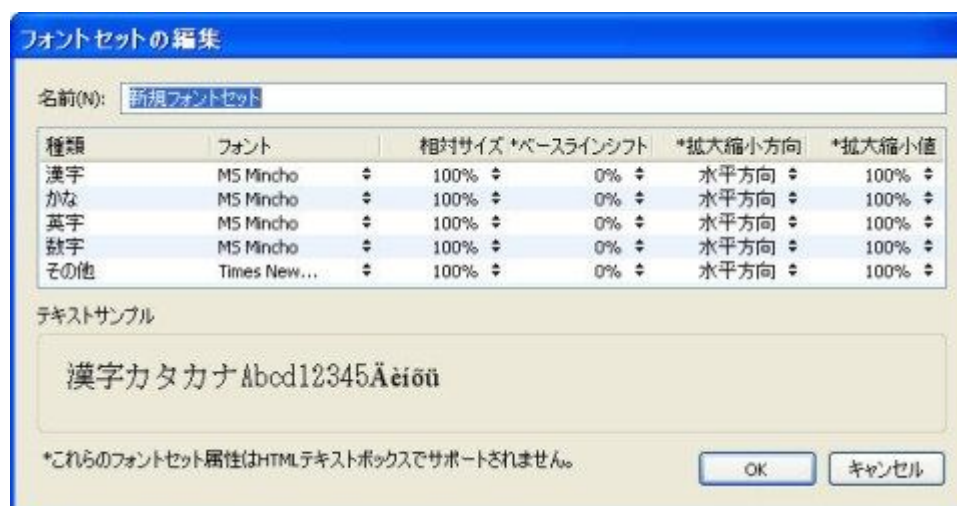 フォントセットの編集
名前(N): 新規フォントセット
種類 フォント 相対サイズ *ベースラインシフト *拡大縮小方向 *拡大縮小値
漢字 MS Mincho 100% 0% 水平方向 100%
かな MS Mincho 100% 0% 水平方向 100%
英字 MS Mincho 100% 0% 水平方向 100%
数字 MS Mincho 100% 0% 水平方向 100%
その他 Times New... 100% 0% 水平方向 100%
テキストサンプル
漢字カタカナAbcd12345Äèíõü
*これらのフォントセット属性はHTMLテキストボックスでサポートされません。
OK キャンセル